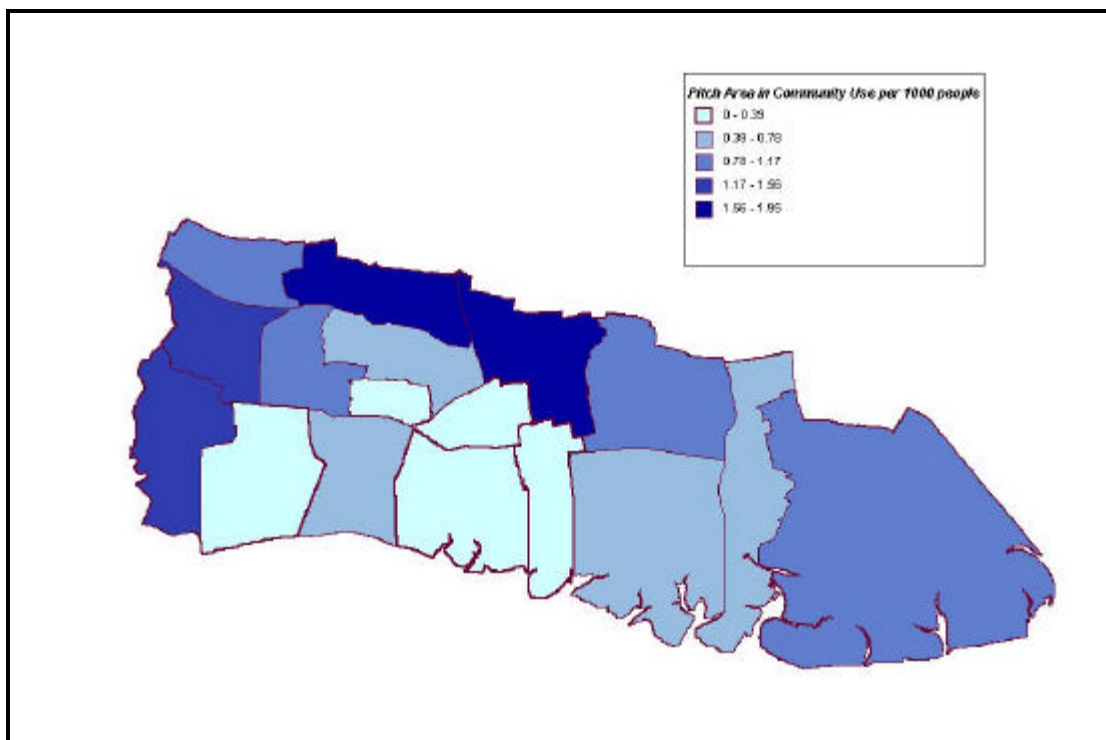 Pitch Area in Community Use per 1000 people
0 - 0.39
0.39 - 0.78
0.78 - 1.17
1.17 - 1.56
1.56 - 1.95